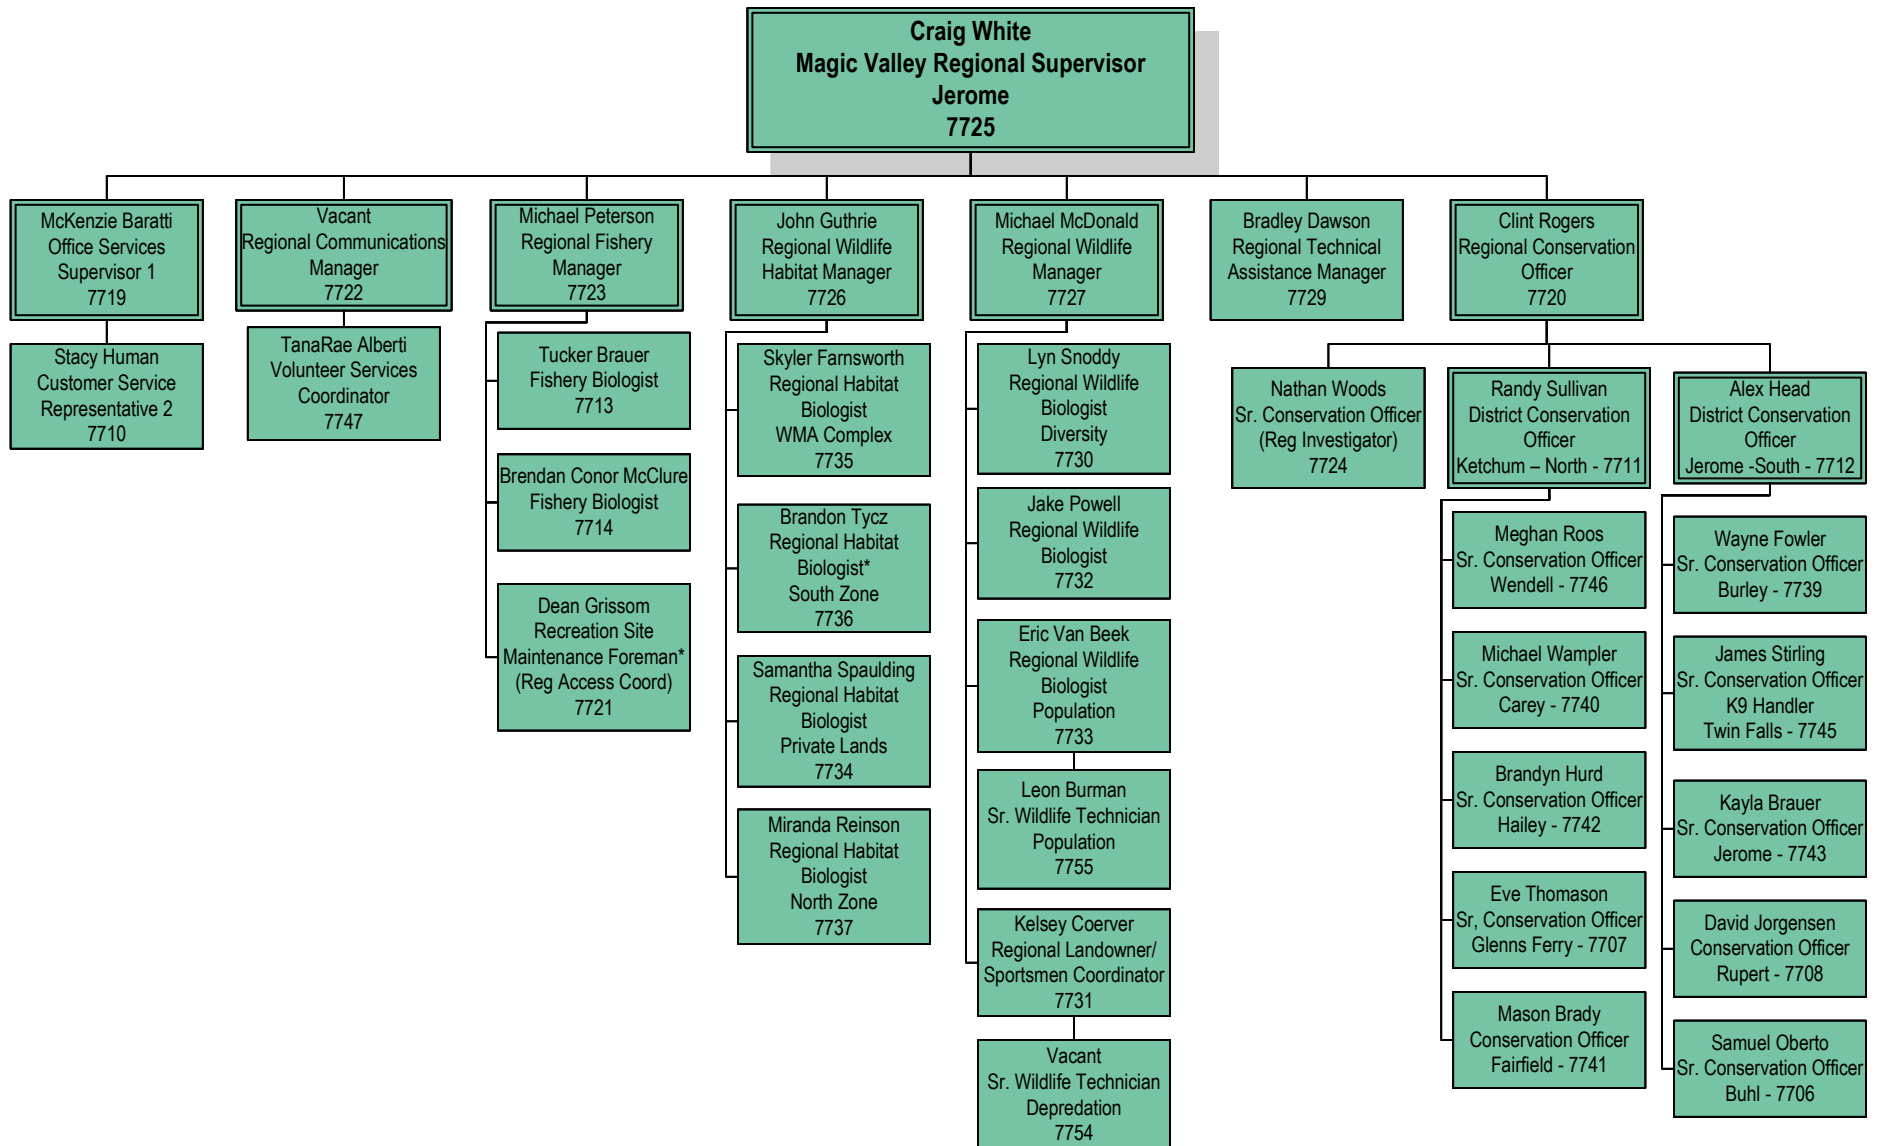 Craig White
Magic Valley Regional Supervisor
Jerome
7725
McKenzie Baratti
Office Services
Supervisor 1
7719
Vacant
Regional Communications
Manager
7722
Michael Peterson
Regional Fishery
Manager
7723
John Guthrie
Regional Wildlife
Habitat Manager
7726
Michael McDonald
Regional Wildlife
Manager
7727
Bradley Dawson
Regional Technical
Assistance Manager
7729
Clint Rogers
Regional Conservation
Officer
7720
Stacy Human
Customer Service
Representative 2
7710
TanaRae Alberti
Volunteer Services
Coordinator
7747
Tucker Brauer
Fishery Biologist
7713
Brendan Conor McClure
Fishery Biologist
7714
Dean Grissom
Recreation Site
Maintenance Foreman*
(Reg Access Coord)
7721
Skyler Farnsworth
Regional Habitat
Biologist
WMA Complex
7735
Brandon Tycz
Regional Habitat
Biologist*
South Zone
7736
Samantha Spaulding
Regional Habitat
Biologist
Private Lands
7734
Miranda Reinson
Regional Habitat
Biologist
North Zone
7737
Lyn Snoddy
Regional Wildlife
Biologist
Diversity
7730
Jake Powell
Regional Wildlife
Biologist
7732
Eric Van Beek
Regional Wildlife
Biologist
Population
7733
Leon Burman
Sr. Wildlife Technician
Population
7755
Kelsey Coerver
Regional Landowner/
Sportsmen Coordinator
7731
Vacant
Sr. Wildlife Technician
Depredation
7754
Nathan Woods
Sr. Conservation Officer
(Reg Investigator)
7724
Randy Sullivan
District Conservation
Officer
Ketchum – North - 7711
Alex Head
District Conservation
Officer
Jerome -South - 7712
Meghan Roos
Sr. Conservation Officer
Wendell - 7746
Michael Wampler
Sr. Conservation Officer
Carey - 7740
Brandyn Hurd
Sr. Conservation Officer
Hailey - 7742
Eve Thomason
Sr, Conservation Officer
Glenns Ferry - 7707
Mason Brady
Conservation Officer
Fairfield - 7741
Wayne Fowler
Sr. Conservation Officer
Burley - 7739
James Stirling
Sr. Conservation Officer
K9 Handler
Twin Falls - 7745
Kayla Brauer
Sr. Conservation Officer
Jerome - 7743
David Jorgensen
Conservation Officer
Rupert - 7708
Samuel Oberto
Sr. Conservation Officer
Buhl - 7706